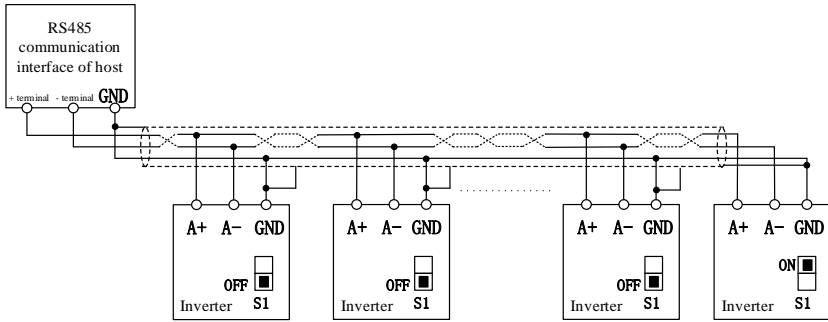 RS485
communication
interface of host
+ terminal - terminal GND
A+ A- GND
OFF
Inverter S1
A+ A- GND
OFF
Inverter S1
A+ A- GND
OFF
Inverter S1
A+ A- GND
ON
Inverter S1